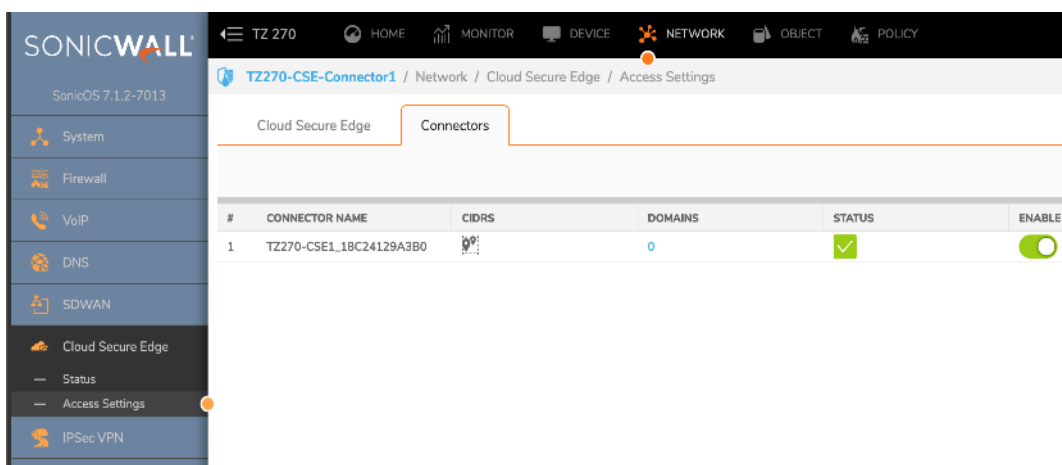 SONICWALL
TZ 270 HOME MONITOR DEVICE NETWORK OBJECT POLICY
TZ270-CSE-Connector1 / Network / Cloud Secure Edge / Access Settings
SonicOS 7.1.2-7013
Cloud Secure Edge Connectors
System
Firewall
VoIP
DNS
SDWAN
Cloud Secure Edge
Status
Access Settings
IPSec VPN
# CONNECTOR NAME CIDRS DOMAINS STATUS ENABLE
1 TZ270-CSE1_18C24129A3B0 0